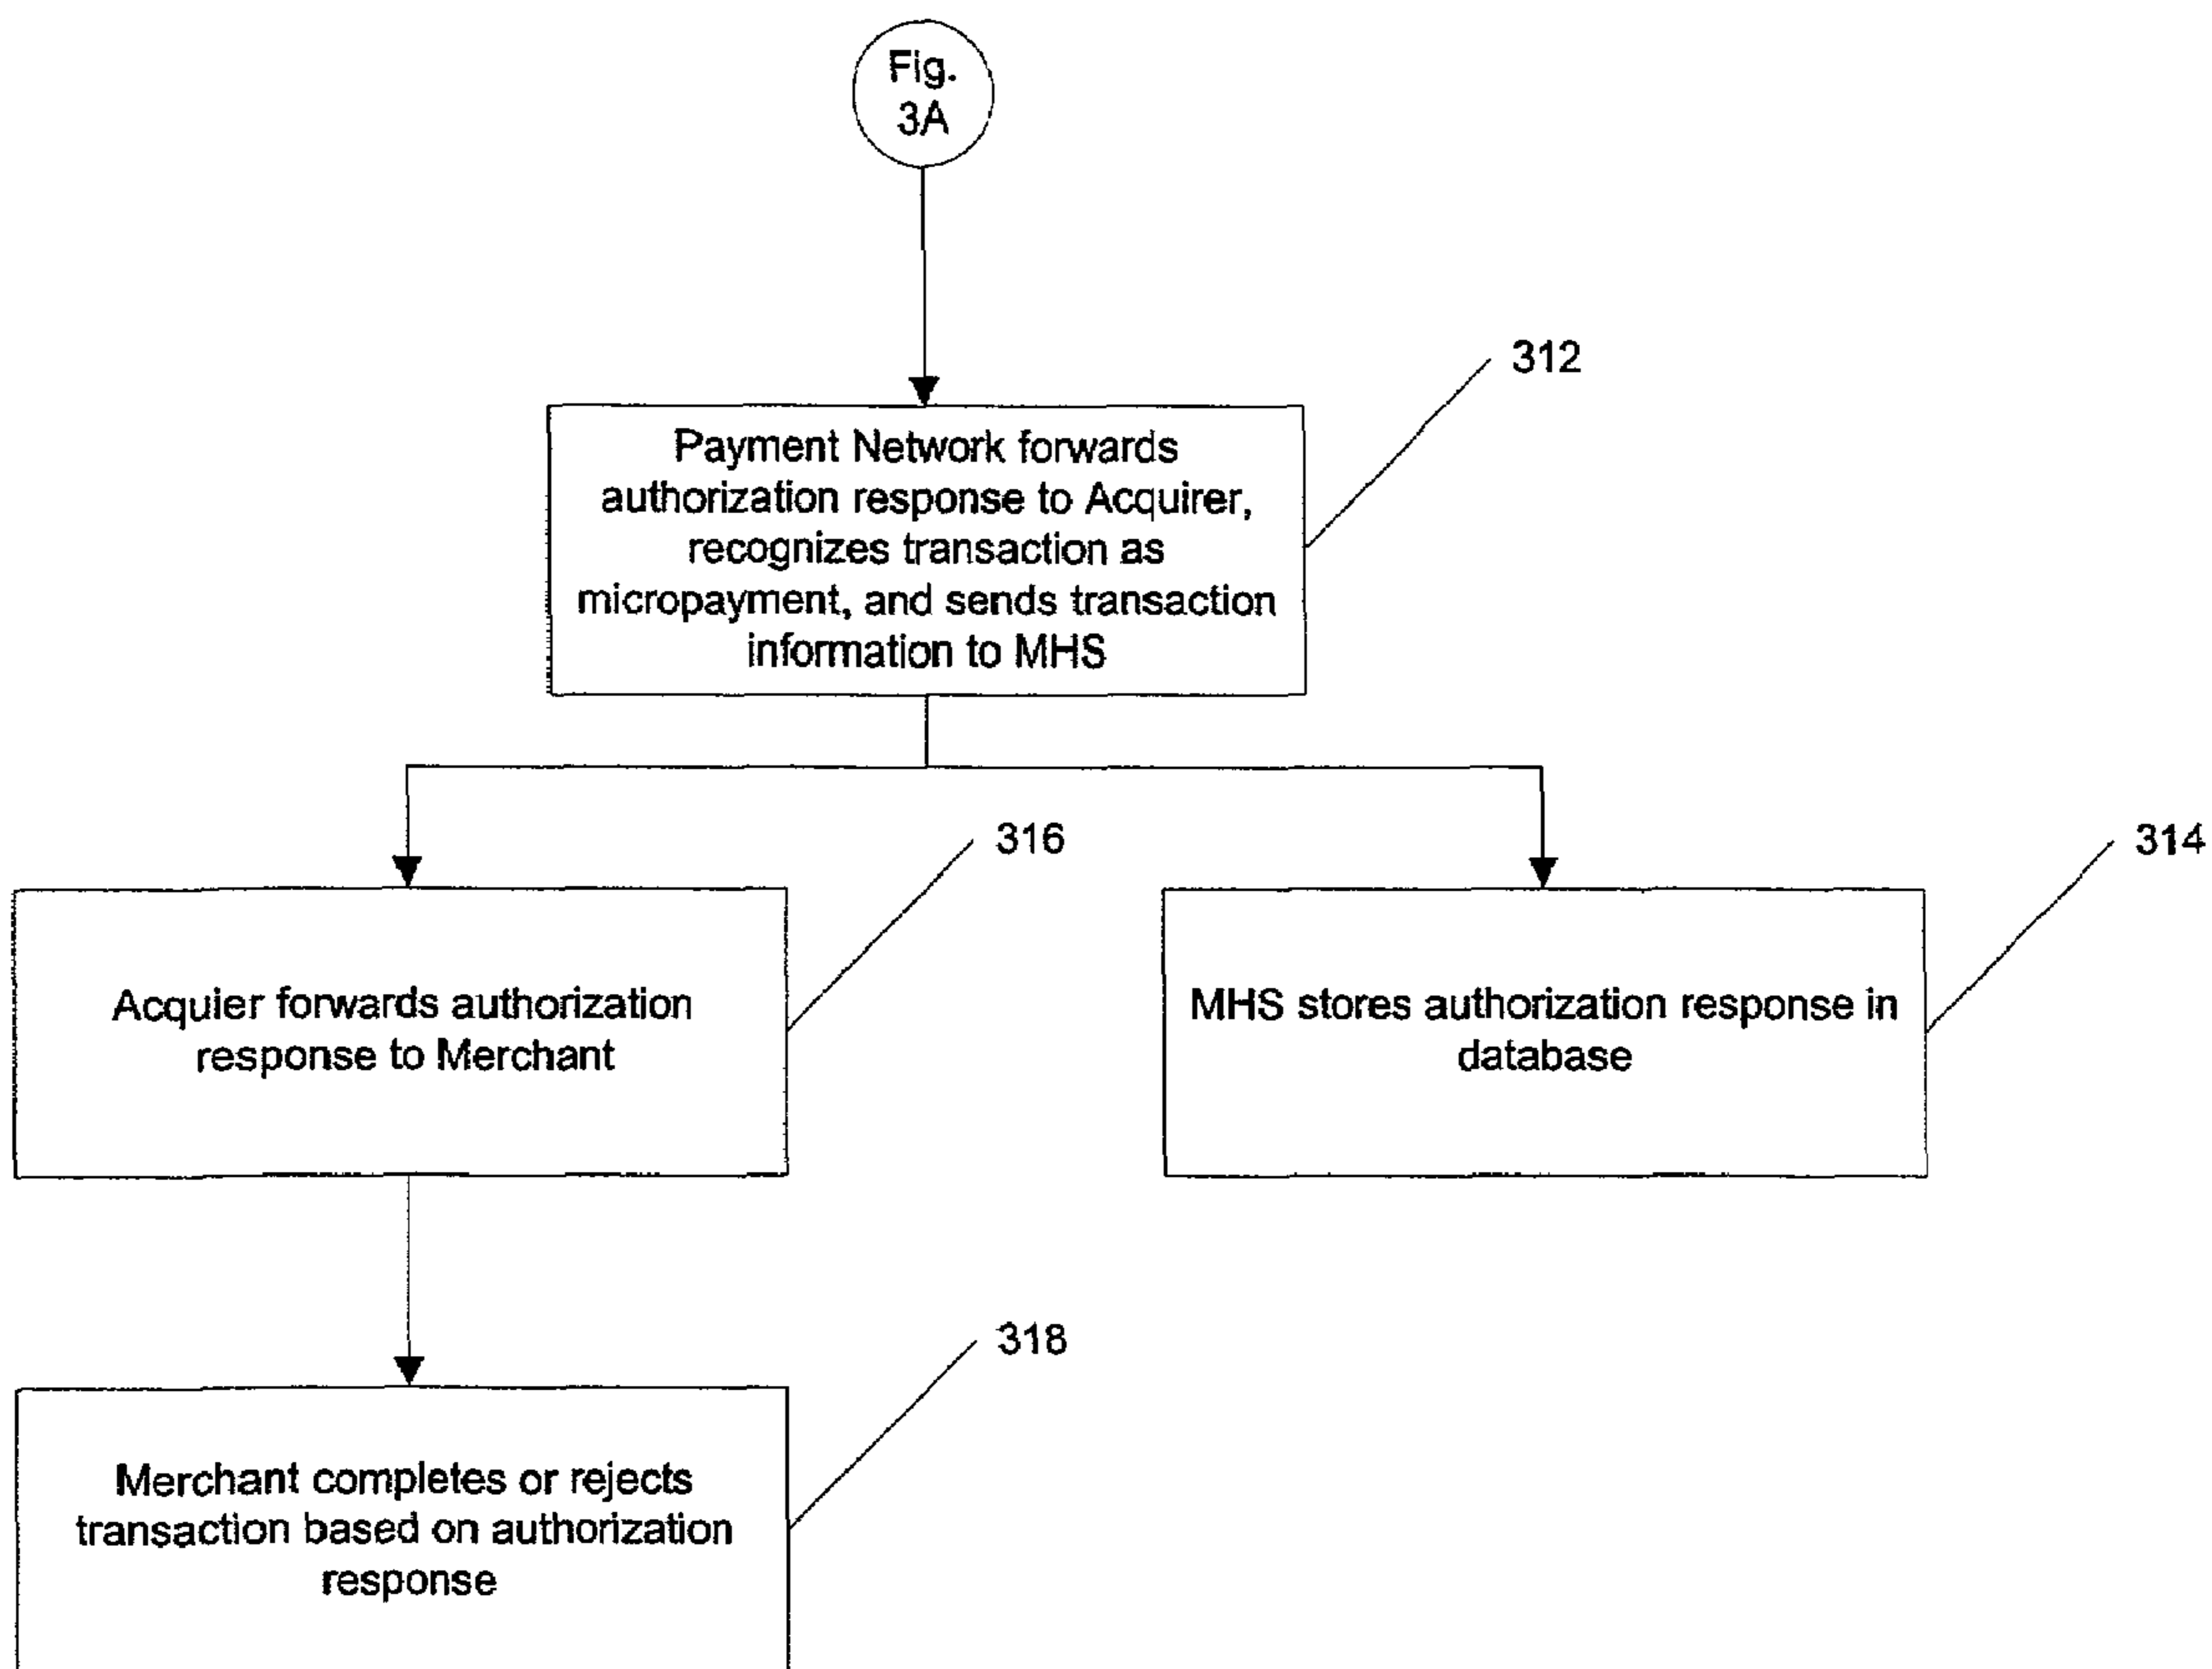 Fig.
3A
312
Payment Network forwards
authorization response to Acquirer,
recognizes transaction as
micropayment, and sends transaction
information to MHS
316
314
Acquier forwards authorization
response to Merchant
MHS stores authorization response in
database
318
Merchant completes or rejects
transaction based on authorization
response